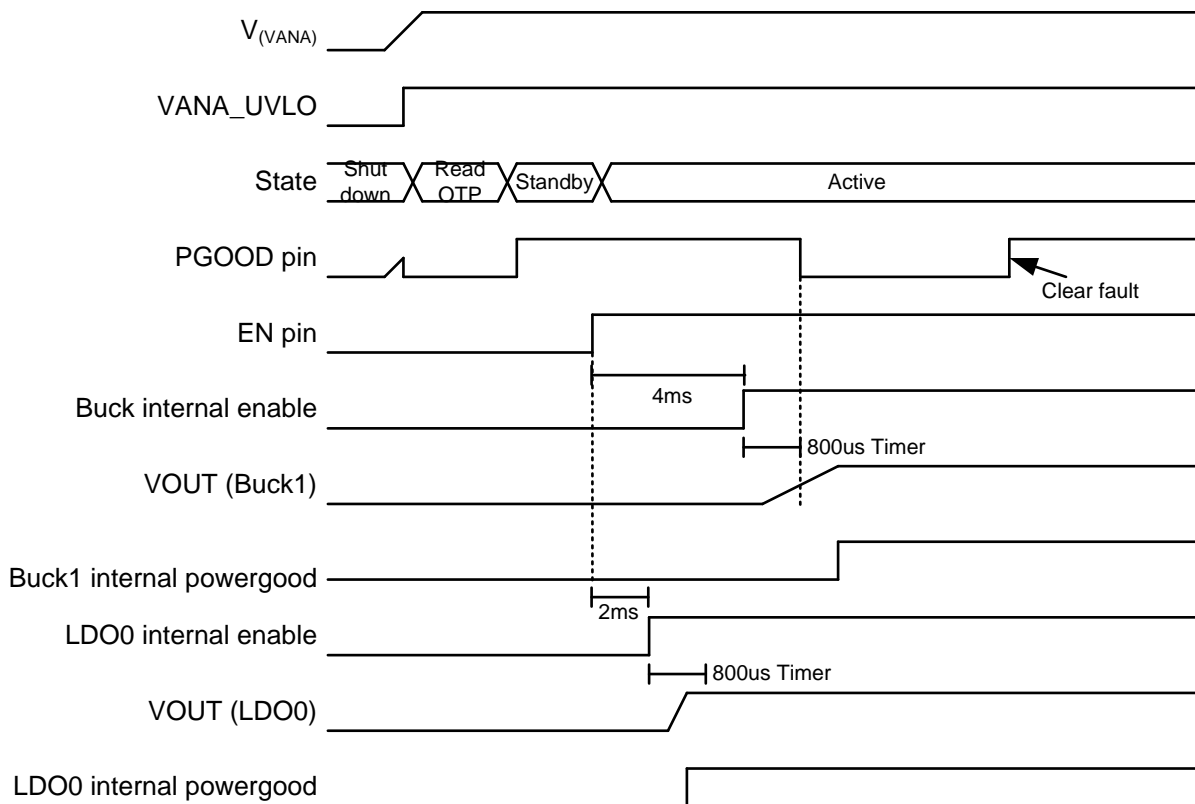 V(VANA)
VANA_UVLO
State
Shut down
Read OTP
Standby
Active
PGOOD pin
Clear fault
EN pin
4ms
Buck internal enable
800us Timer
VOUT (Buck1)
Buck1 internal powergood
2ms
LDO0 internal enable
800us Timer
VOUT (LDO0)
LDO0 internal powergood